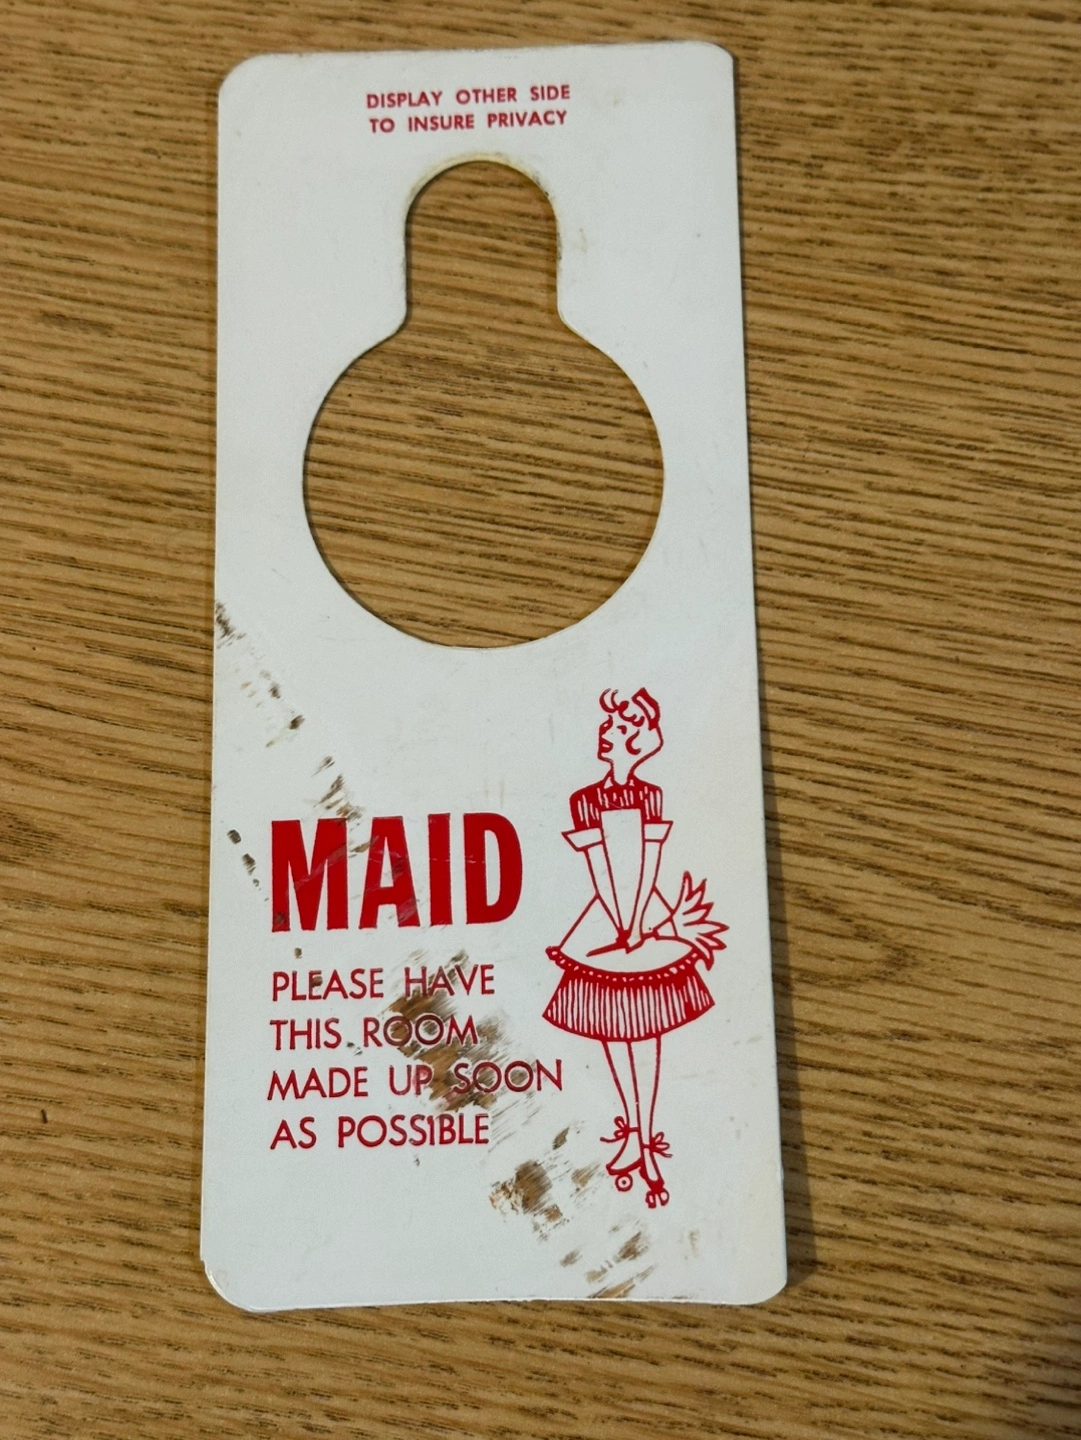 DISPLAY OTHER SIDE
TO INSURE PRIVACY
MAID
PLEASE HAVE
THIS ROOM
MADE UP SOON
AS POSSIBLE